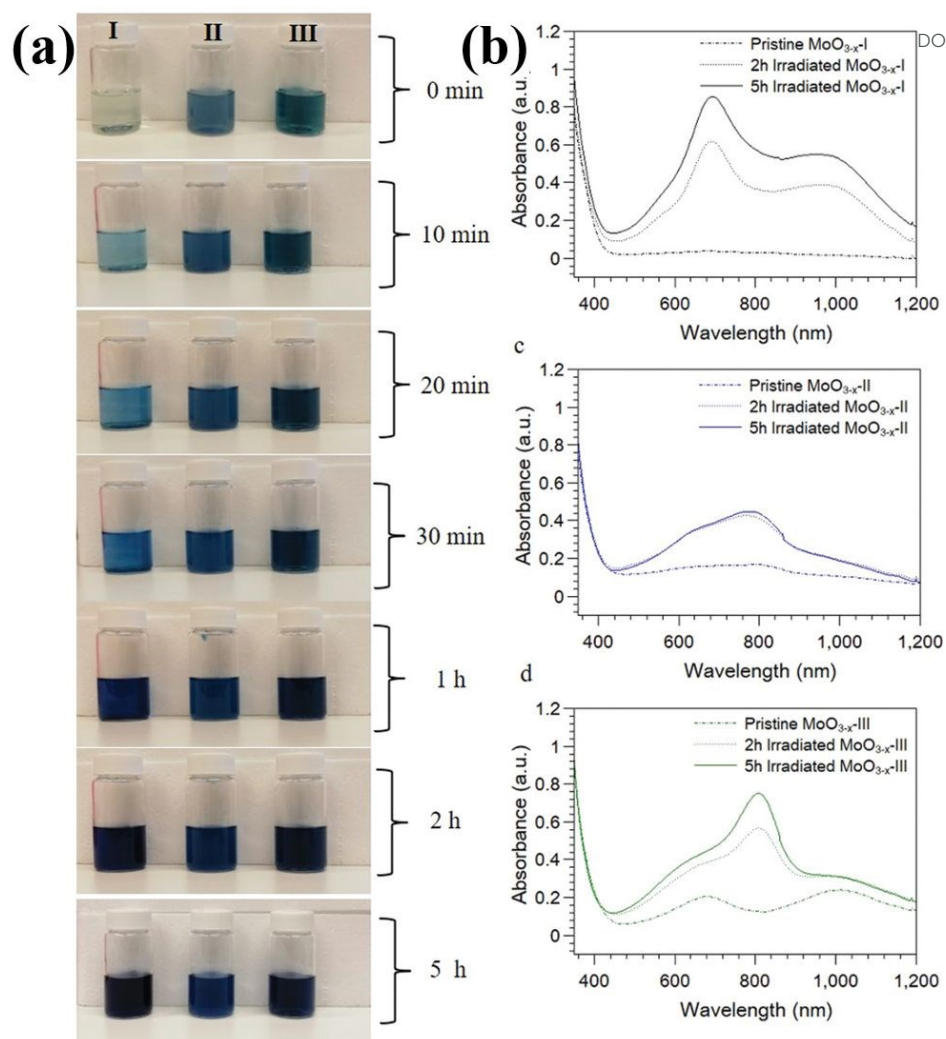 (a)
I II III
0 min
10 min
20 min
30 min
1 h
2 h
5 h
(b)
DO
1.2
1
0.8
0.6
0.4
0.2
0
Absorbance (a.u.)
Pristine MoO₃₋ₓ-I
2h Irradiated MoO₃₋ₓ-I
5h Irradiated MoO₃₋ₓ-I
400 600 800 1,000 1,200
Wavelength (nm)
c
1.2
1
0.8
0.6
0.4
0.2
0
Absorbance (a.u.)
Pristine MoO₃₋ₓ-II
2h Irradiated MoO₃₋ₓ-II
5h Irradiated MoO₃₋ₓ-II
400 600 800 1,000 1,200
Wavelength (nm)
d
1.2
1
0.8
0.6
0.4
0.2
0
Absorbance (a.u.)
Pristine MoO₃₋ₓ-III
2h Irradiated MoO₃₋ₓ-III
5h Irradiated MoO₃₋ₓ-III
400 600 800 1,000 1,200
Wavelength (nm)